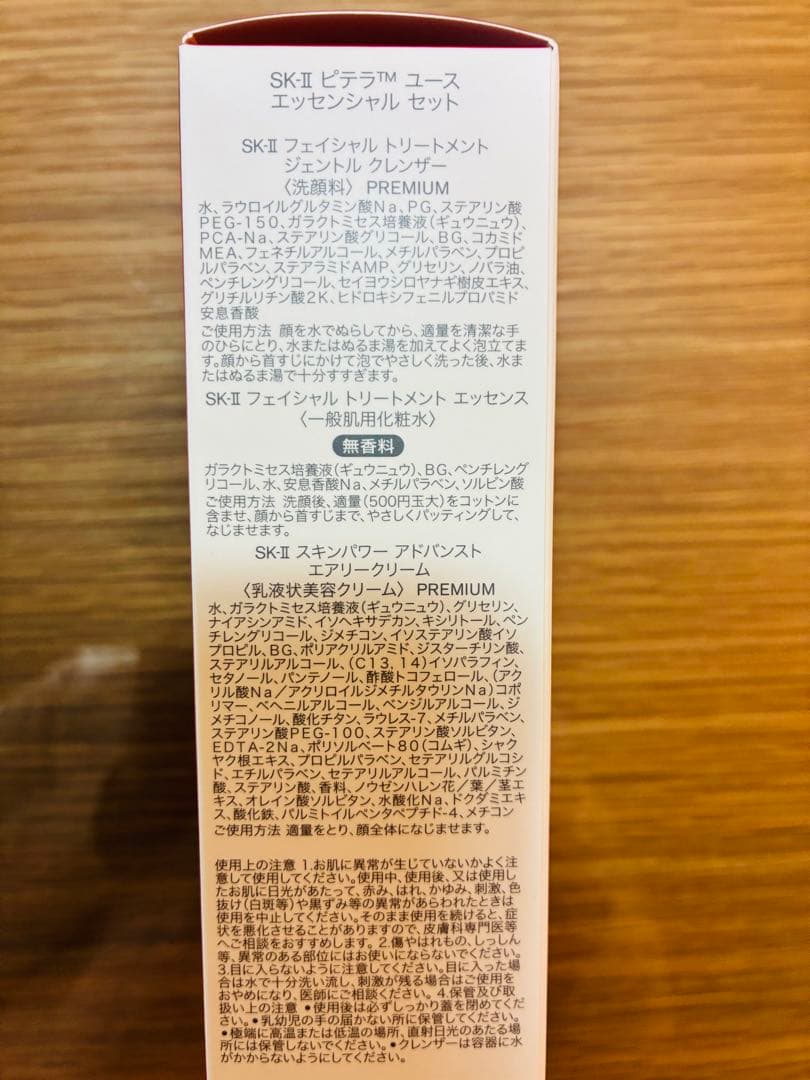 SK-Ⅱ ピテラ™ ユース
エッセンシャル セット
SK-Ⅱ フェイシャル トリートメント
ジェントル クレンザー
〈洗顔料〉 PREMIUM
水、ラウロイルグルタミン酸Na、PG、ステアリン酸
PEG-150、ガラクトミセス培養液(ギュウニュウ)、
PCA-Na、ステアリン酸グリコール、BG、コカミド
MEA、フェネチルアルコール、メチルパラベン、プロピ
ルパラベン、ステアラミドAMP、グリセリン、ノバラ油、
ペンチレングリコール、セイヨウシロヤナギ樹皮エキス、
グリチルリチン酸2K、ヒドロキシフェニルプロパミド
安息香酸
ご使用方法 顔を水でぬらしてから、適量を清潔な手
のひらにとり、水またはぬるま湯を加えてよく泡立てま
す。顔から首すじにかけて泡でやさしく洗った後、水ま
たはぬるま湯で十分すすぎます。
SK-Ⅱ フェイシャル トリートメント エッセンス
〈一般肌用化粧水〉
無香料
ガラクトミセス培養液(ギュウニュウ)、BG、ペンチレング
リコール、水、安息香酸Na、メチルパラベン、ソルビン酸
ご使用方法 洗顔後、適量(500円玉大)をコットンに
含ませ、顔から首すじまで、やさしくパッティングして、
なじませます。
SK-Ⅱ スキンパワー アドバンスト
エアリークリーム
〈乳液状美容クリーム〉 PREMIUM
水、ガラクトミセス培養液(ギュウニュウ)、グリセリン、
ナイアシンアミド、イソヘキサデカン、キシリトール、ペン
チレングリコール、ジメチコン、イソステアリン酸イソ
プロピル、BG、ポリアクリルアミド、ジスターチリン酸、
ステアリルアルコール、(C13, 14)イソパラフィン、
セタノール、パンテノール、酢酸トコフェロール、(アク
リル酸Na/アクリロイルジメチルタウリンNa)コポ
リマー、ベヘニルアルコール、ベンジルアルコール、ジ
メチコノール、酸化チタン、ラウレス-7、メチルパラベン、
ステアリン酸PEG-100、ステアリン酸ソルビタン、
EDTA-2Na、ポリソルベート80(コムギ)、シャク
ヤク根エキス、プロピルパラベン、セテアリルグルコシ
ド、エチルパラベン、セテアリルアルコール、パルミチン
酸、ステアリン酸、香料、ノウゼンハレン花/葉/茎エ
キス、オレイン酸ソルビタン、水酸化Na、ドクダミエキ
ス、酸化鉄、パルミトイルペンタペプチド-4、メチコン
ご使用方法 適量をとり、顔全体になじませます。
使用上の注意 1.お肌に異常が生じていないかよく注
意して使用してください。使用中、使用後、又は使用し
たお肌に日光があたって、赤み、はれ、かゆみ、刺激、色
抜け(白斑等)や黒ずみ等の異常があらわれたときは
使用を中止してください。そのまま使用を続けると、症
状を悪化させることがありますので、皮膚科専門医等
へご相談をおすすめします。 2.傷やはれもの、しっしん
等、異常のある部位にはお使いにならないでください。
3.目に入らないように注意してください。目に入った場
合は水で十分洗い流し、刺激が残る場合はご使用を
おやめになり、医師にご相談ください。 4.保管及び取
扱い上の注意 ●使用後は必ずしっかり蓋を閉めてくだ
さい。●乳幼児の手の届かない所に保管してください。
●極端に高温または低温の場所、直射日光のあたる場
所には保管しないでください。●クレンザーは容器に水
がかからないようにしてください。